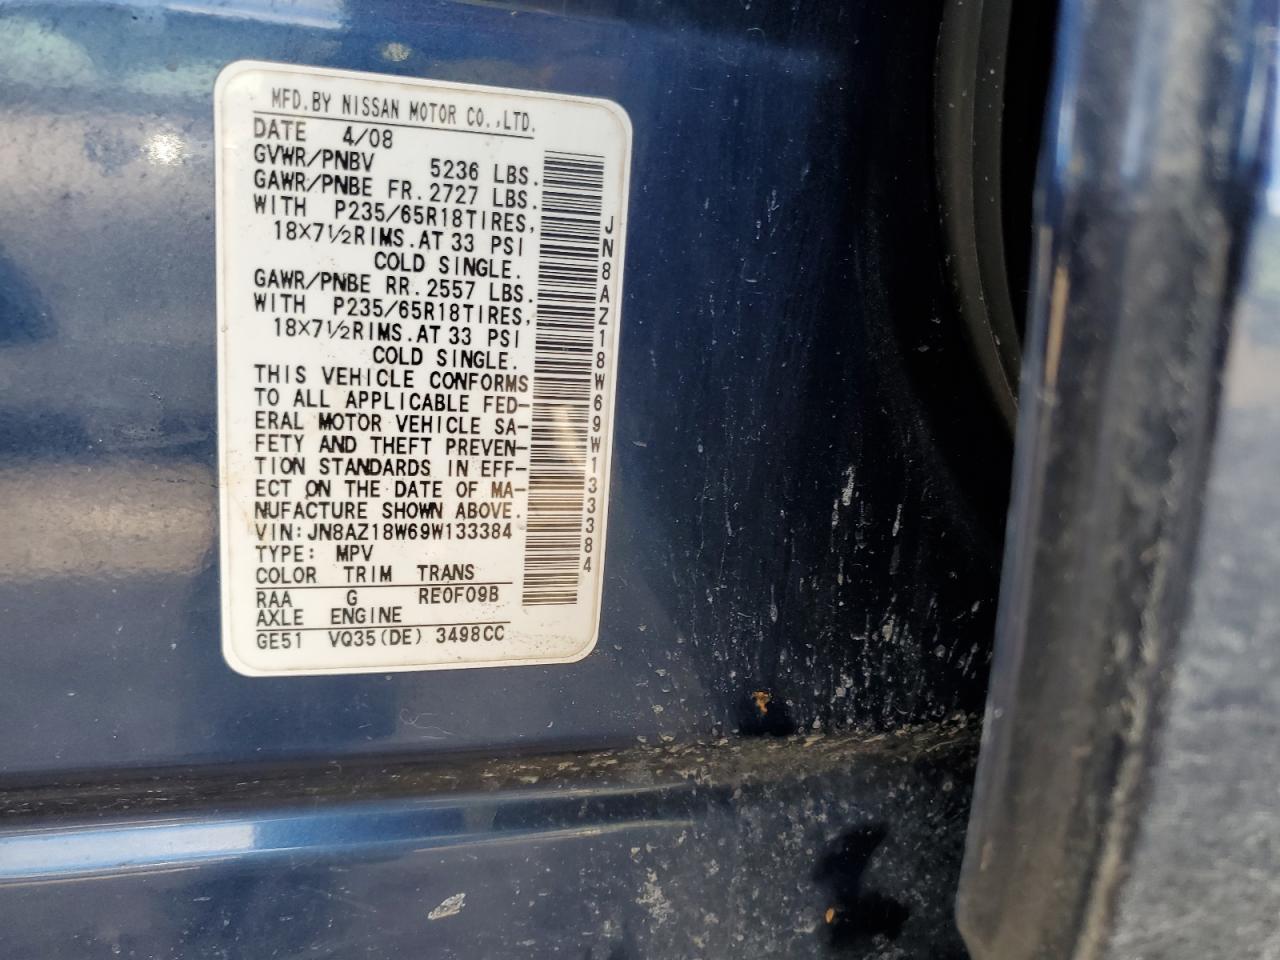 MFD.BY NISSAN MOTOR CO.,LTD.
DATE 4/08
GVWR/PNBV 5236 LBS.
GAWR/PNBE FR.2727 LBS.
WITH P235/65R18TIRES,
18X7½RIMS.AT 33 PSI
COLD SINGLE.
GAWR/PNBE RR.2557 LBS.
WITH P235/65R18TIRES,
18X7½RIMS.AT 33 PSI
COLD SINGLE.
THIS VEHICLE CONFORMS
TO ALL APPLICABLE FED-
ERAL MOTOR VEHICLE SA-
FETY AND THEFT PREVEN-
TION STANDARDS IN EFF-
ECT ON THE DATE OF MA-
NUFACTURE SHOWN ABOVE.
VIN:JN8AZ18W69W133384
TYPE: MPV
COLOR TRIM TRANS
RAA G RE0F09B
AXLE ENGINE
GE51 VQ35(DE) 3498CC
JN8AZ18W69W133384